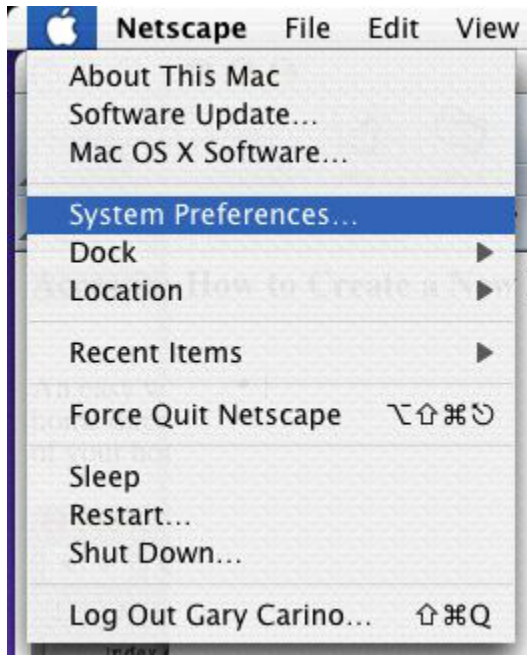 Netscape File Edit View
About This Mac
Software Update...
Mac OS X Software...
System Preferences...
Dock
Location
Recent Items
Force Quit Netscape ⌥⇧⌘⎋
Sleep
Restart...
Shut Down...
Log Out Gary Carino... ⇧⌘Q